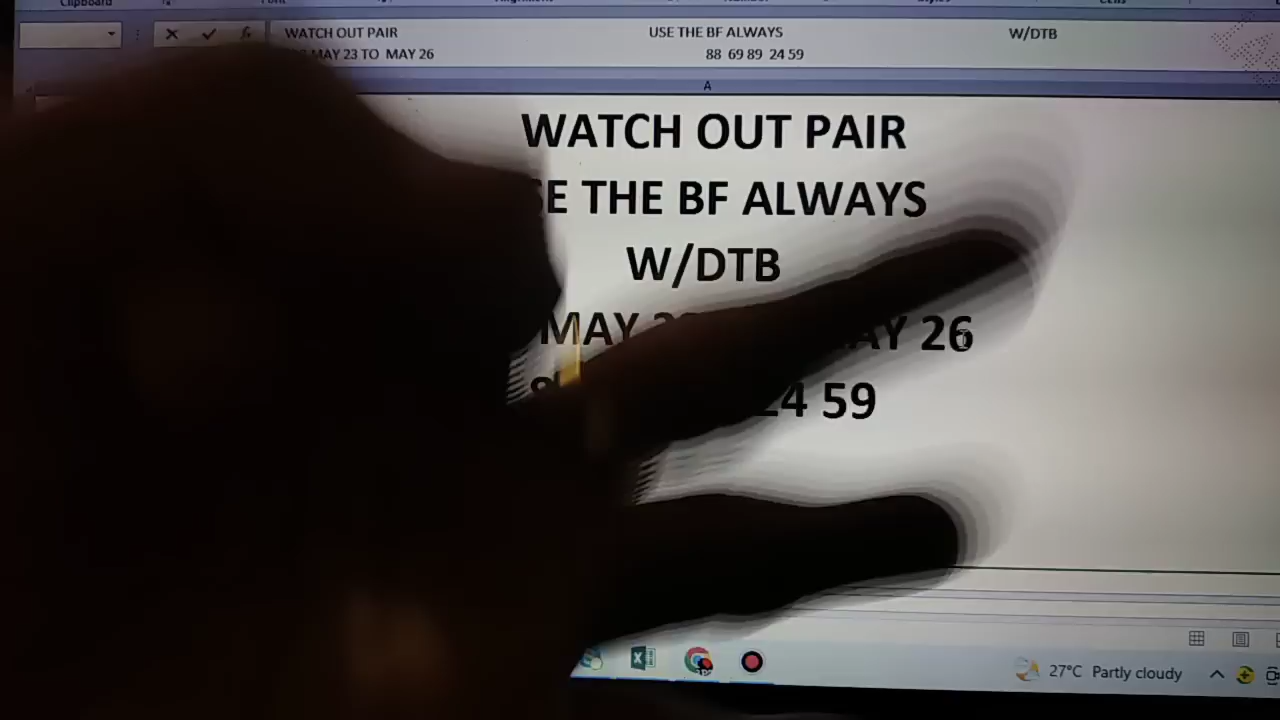 WATCH OUT PAIR USE THE BF ALWAYS W/DTB
MAY 23 TO MAY 26 88 69 89 24 59
A
WATCH OUT PAIR
THE BF ALWAYS
W/DTB
MAY 26
24 59
27°C Partly cloudy